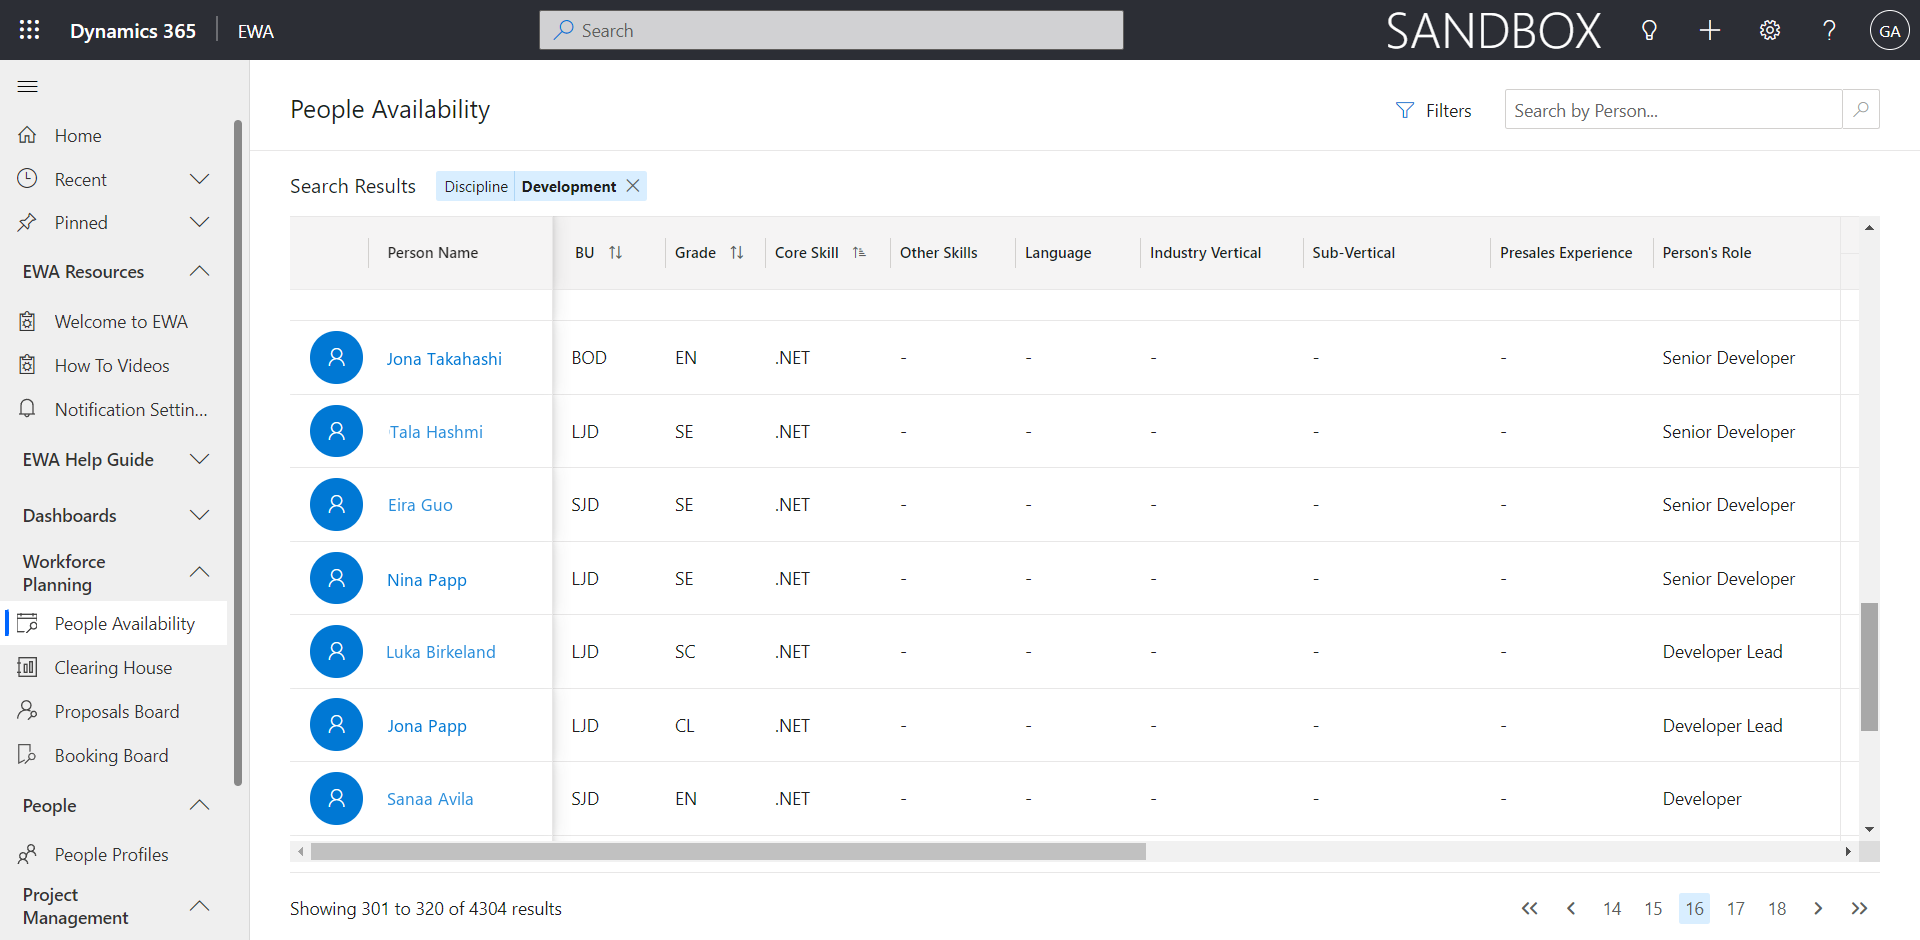 Dynamics 365 EWA Search SANDBOX GA
Home
Recent
Pinned
EWA Resources
Welcome to EWA
How To Videos
Notification Settin...
EWA Help Guide
Dashboards
Workforce
Planning
People Availability
Clearing House
Proposals Board
Booking Board
People
People Profiles
Project
Management
People Availability Filters Search by Person...
Search Results Discipline Development
Person Name BU Grade Core Skill Other Skills Language Industry Vertical Sub-Vertical Presales Experience Person's Role
Jona Takahashi BOD EN .NET - - - - - Senior Developer
Tala Hashmi LJD SE .NET - - - - - Senior Developer
Eira Guo SJD SE .NET - - - - - Senior Developer
Nina Papp LJD SE .NET - - - - - Senior Developer
Luka Birkeland LJD SC .NET - - - - - Developer Lead
Jona Papp LJD CL .NET - - - - - Developer Lead
Sanaa Avila SJD EN .NET - - - - - Developer
Showing 301 to 320 of 4304 results 14 15 16 17 18